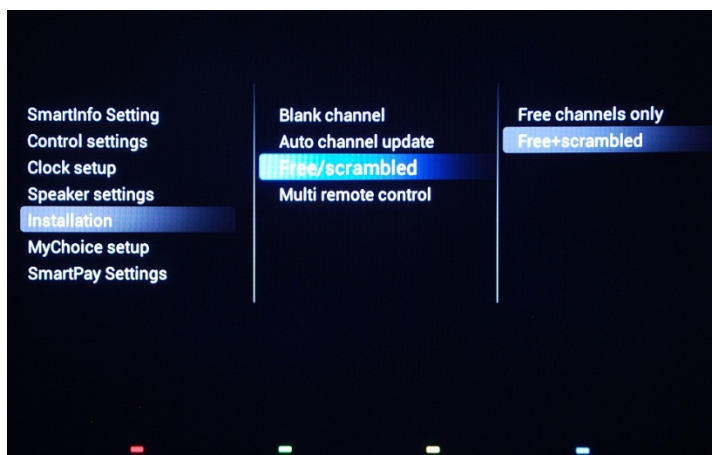 SmartInfo Setting
Control settings
Clock setup
Speaker settings
Installation
MyChoice setup
SmartPay Settings
Blank channel
Auto channel update
Free/scrambled
Multi remote control
Free channels only
Free+scrambled